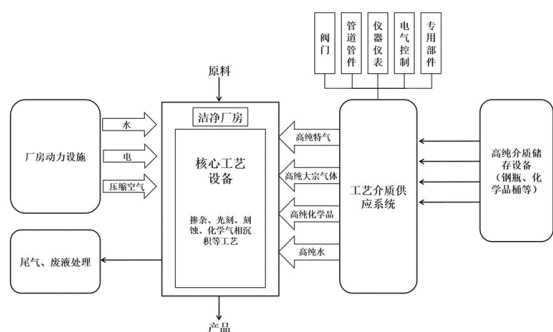 阀门
管道管件
仪器仪表
电气控制
专用部件
原料
厂房动力设施
水
电
压缩空气
洁净厂房
核心工艺
设备
掺杂、光刻、刻
蚀、化学气相沉
积等工艺
高纯特气
高纯大宗气体
高纯化学品
高纯水
工艺介质供
应系统
高纯介质储
存设备
(钢瓶、化
学品桶等)
尾气、废液处理
产品